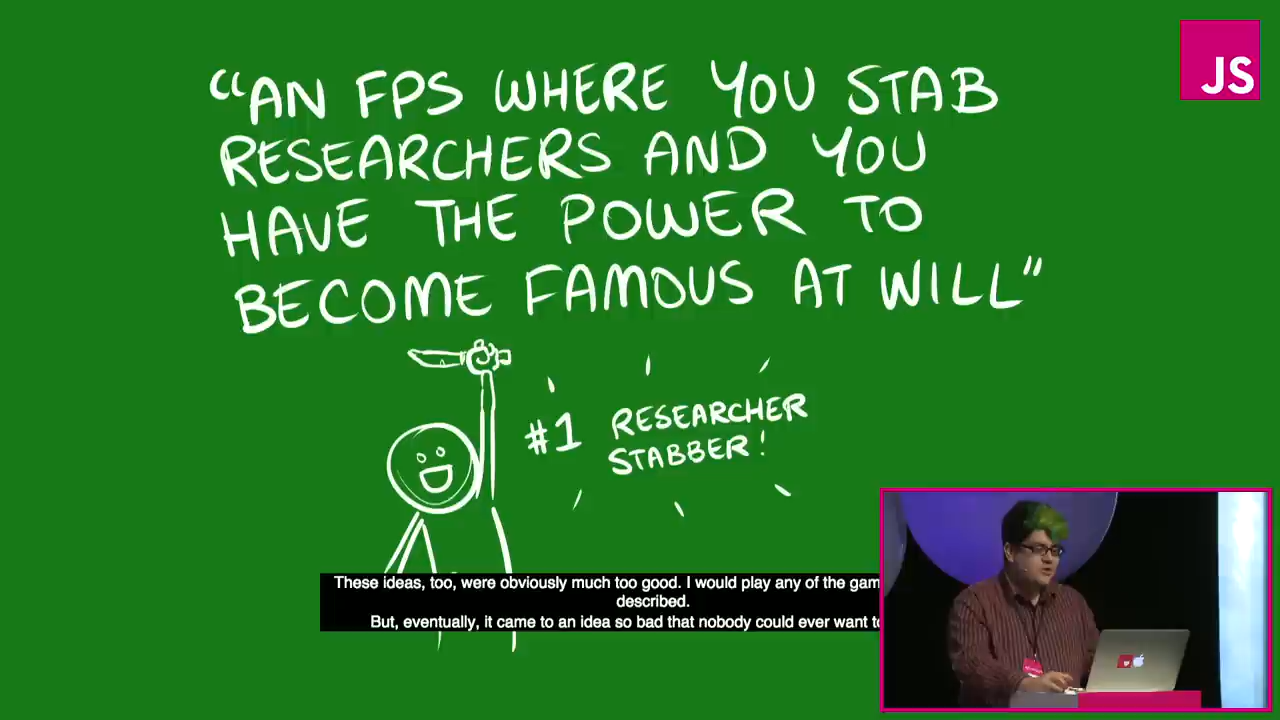 JS
“AN FPS WHERE YOU STAB
RESEARCHERS AND YOU
HAVE THE POWER TO
BECOME FAMOUS AT WILL”
#1 RESEARCHER
STABBER!
These ideas, too, were obviously much too good. I would play any of the gam
described.
But, eventually, it came to an idea so bad that nobody could ever want to